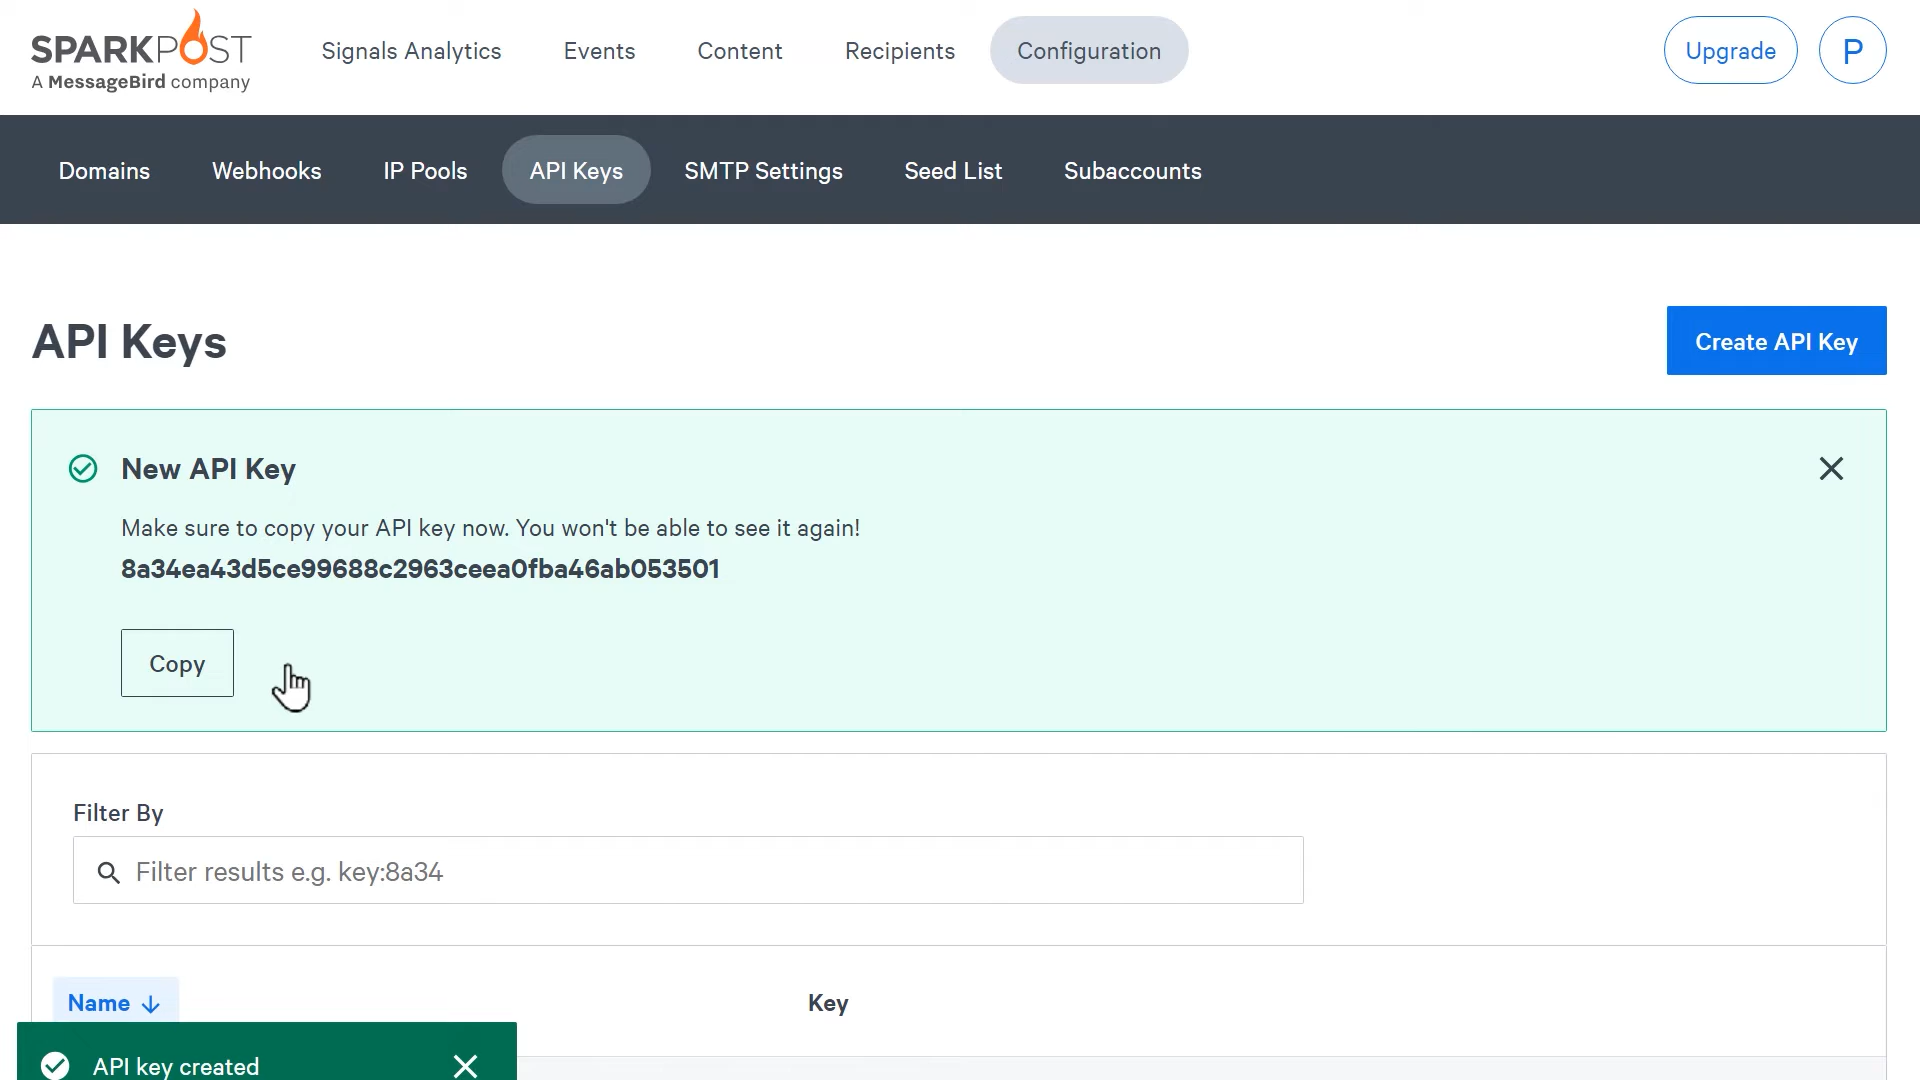 SPARKPOST
A MessageBird company
Signals Analytics
Events
Content
Recipients
Configuration
Upgrade
P
Domains
Webhooks
IP Pools
API Keys
SMTP Settings
Seed List
Subaccounts
API Keys
Create API Key
New API Key
Make sure to copy your API key now. You won't be able to see it again!
8a34ea43d5ce99688c2963ceea0fba46ab053501
Copy
Filter By
Filter results e.g. key:8a34
Name
Key
API key created